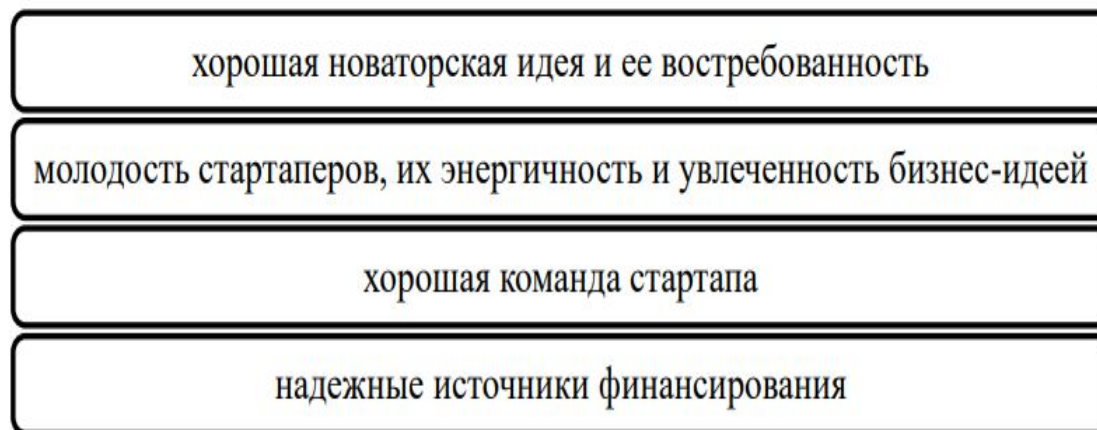 хорошая новаторская идея и ее востребованность
молодость стартаперов, их энергичность и увлеченность бизнес-идеей
хорошая команда стартапа
надежные источники финансирования